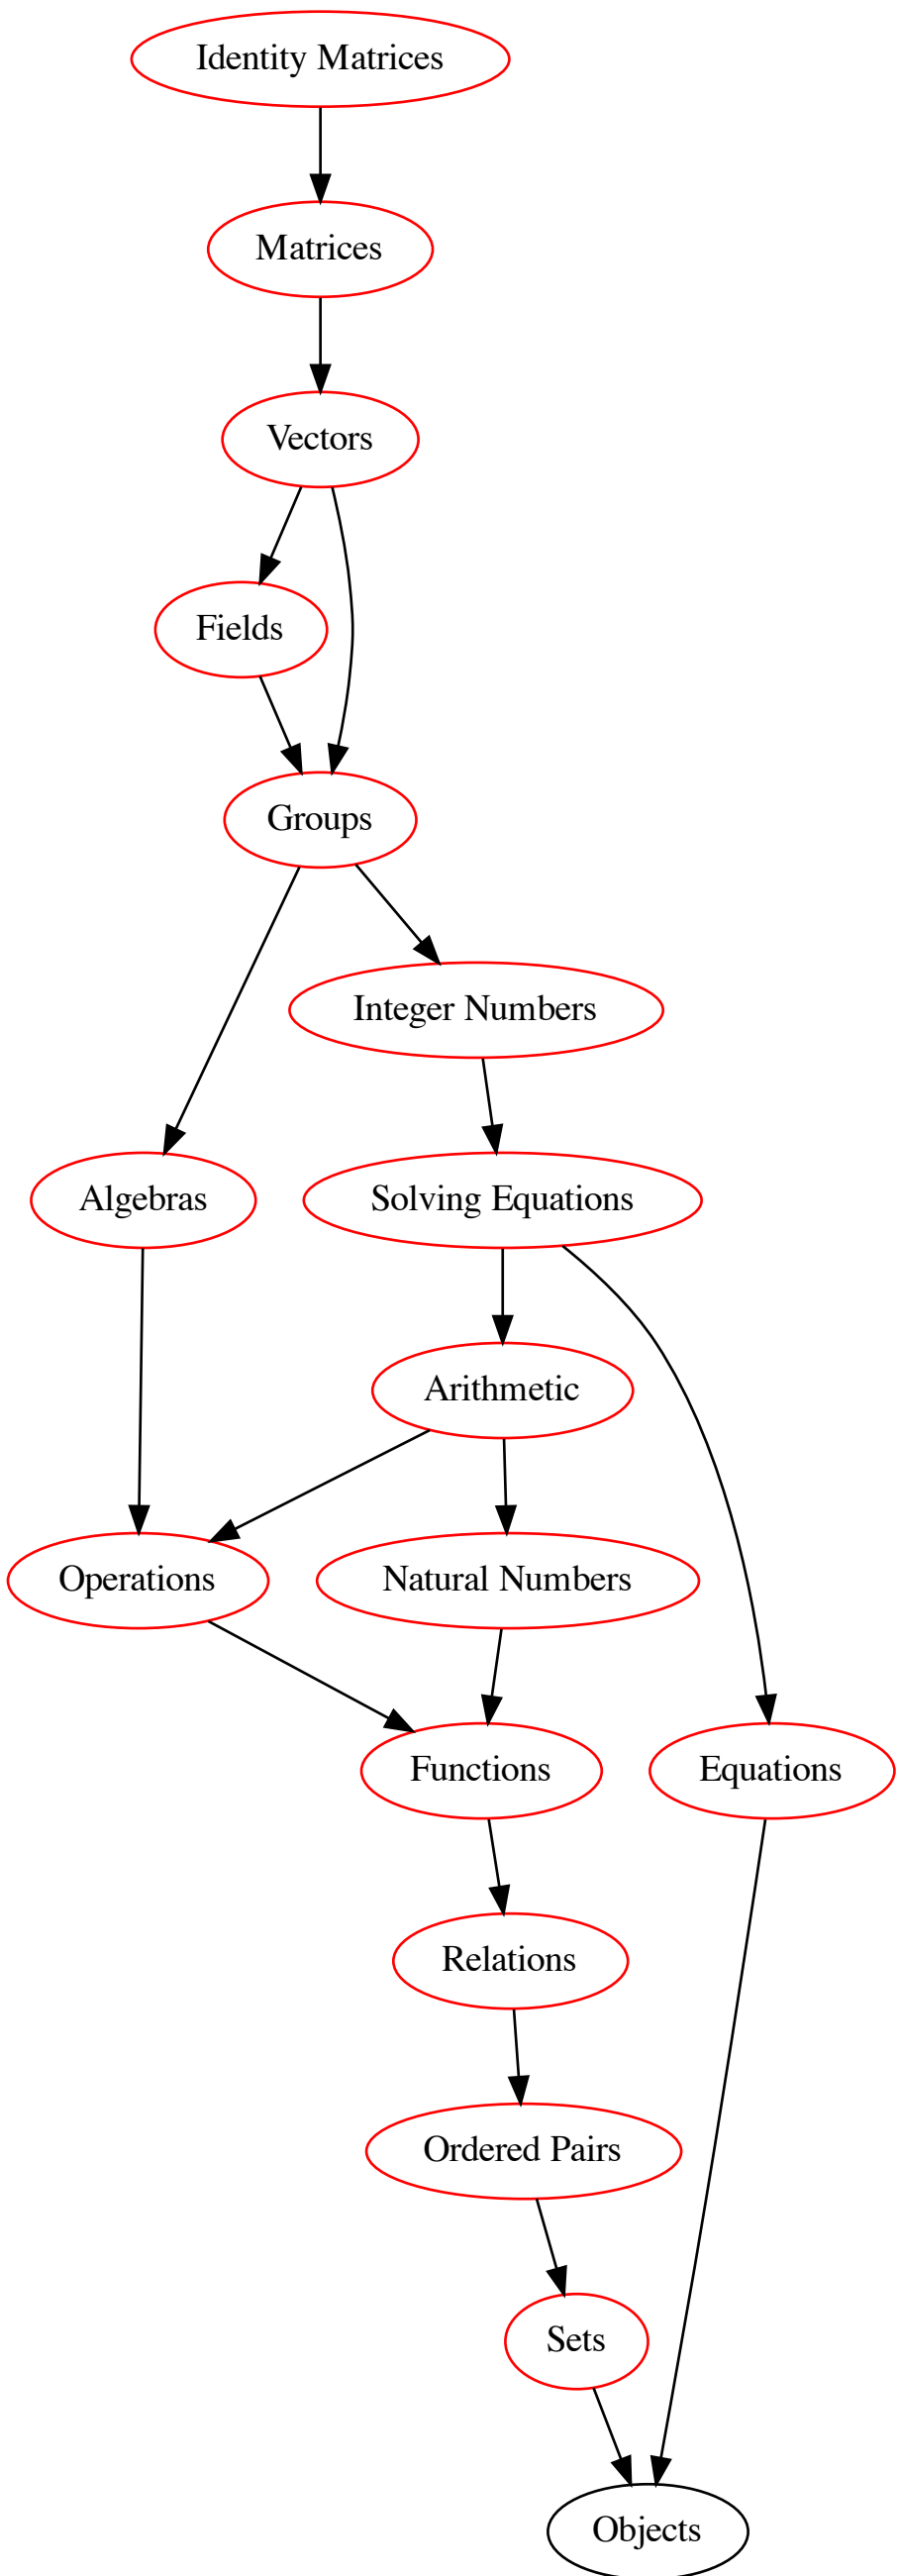 Identity Matrices
Matrices
Vectors
Fields
Groups
Integer Numbers
Algebras
Solving Equations
Arithmetic
Operations
Natural Numbers
Functions
Equations
Relations
Ordered Pairs
Sets
Objects